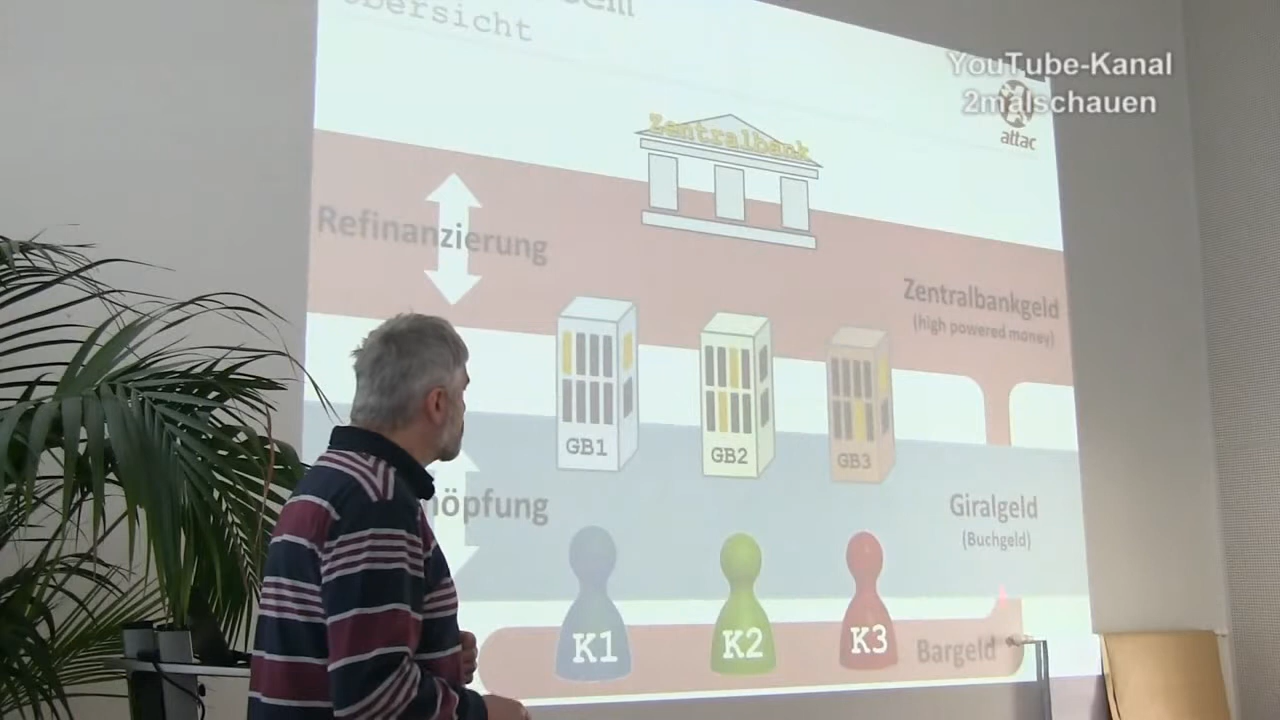 Übersicht
YouTube-Kanal
2malschauen
attac
Zentralbank
Refinanzierung
Zentralbankgeld
(high powered money)
GB1
GB2
GB3
höpfung
Giralgeld
(Buchgeld)
K1
K2
K3
Bargeld